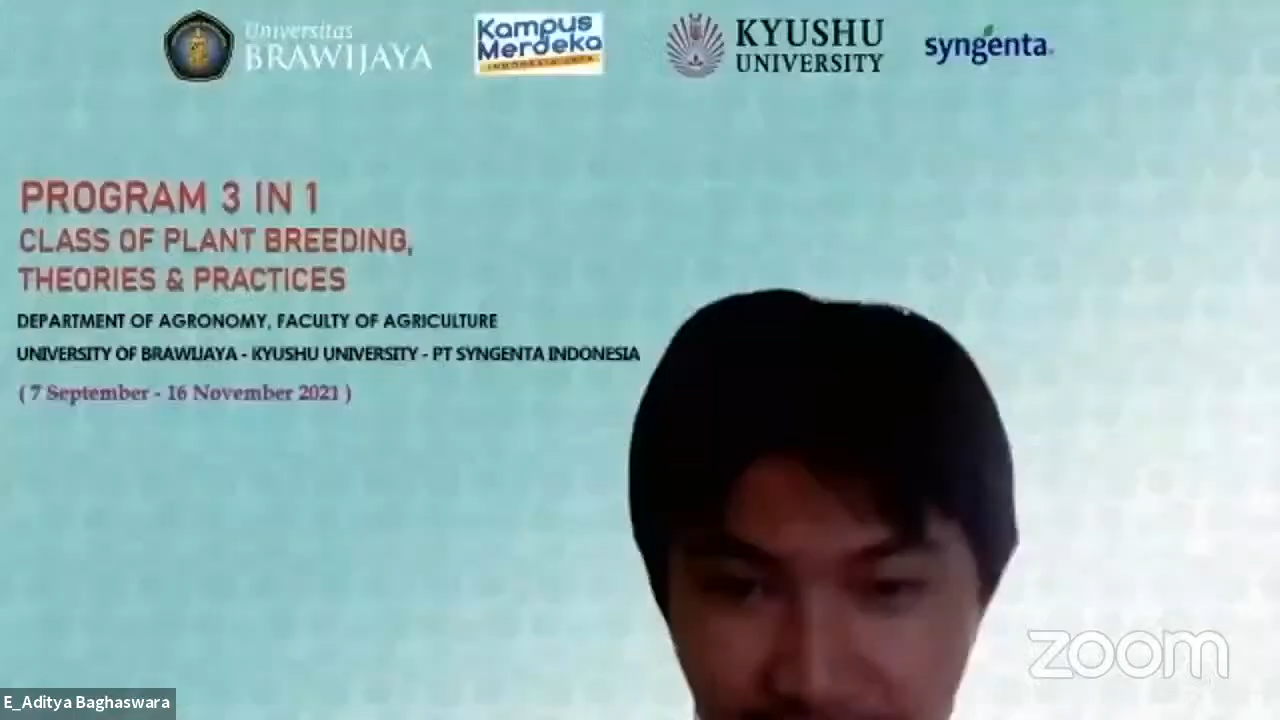 Universitas
BRAWIJAYA
Kampus
Merdeka
INDONESIA JAYA
KYUSHU
UNIVERSITY
syngenta
PROGRAM 3 IN 1
CLASS OF PLANT BREEDING,
THEORIES & PRACTICES
DEPARTMENT OF AGRONOMY, FACULTY OF AGRICULTURE
UNIVERSITY OF BRAWIJAYA - KYUSHU UNIVERSITY - PT SYNGENTA INDONESIA
( 7 September - 16 November 2021 )
zoom
E_Aditya Baghaswara